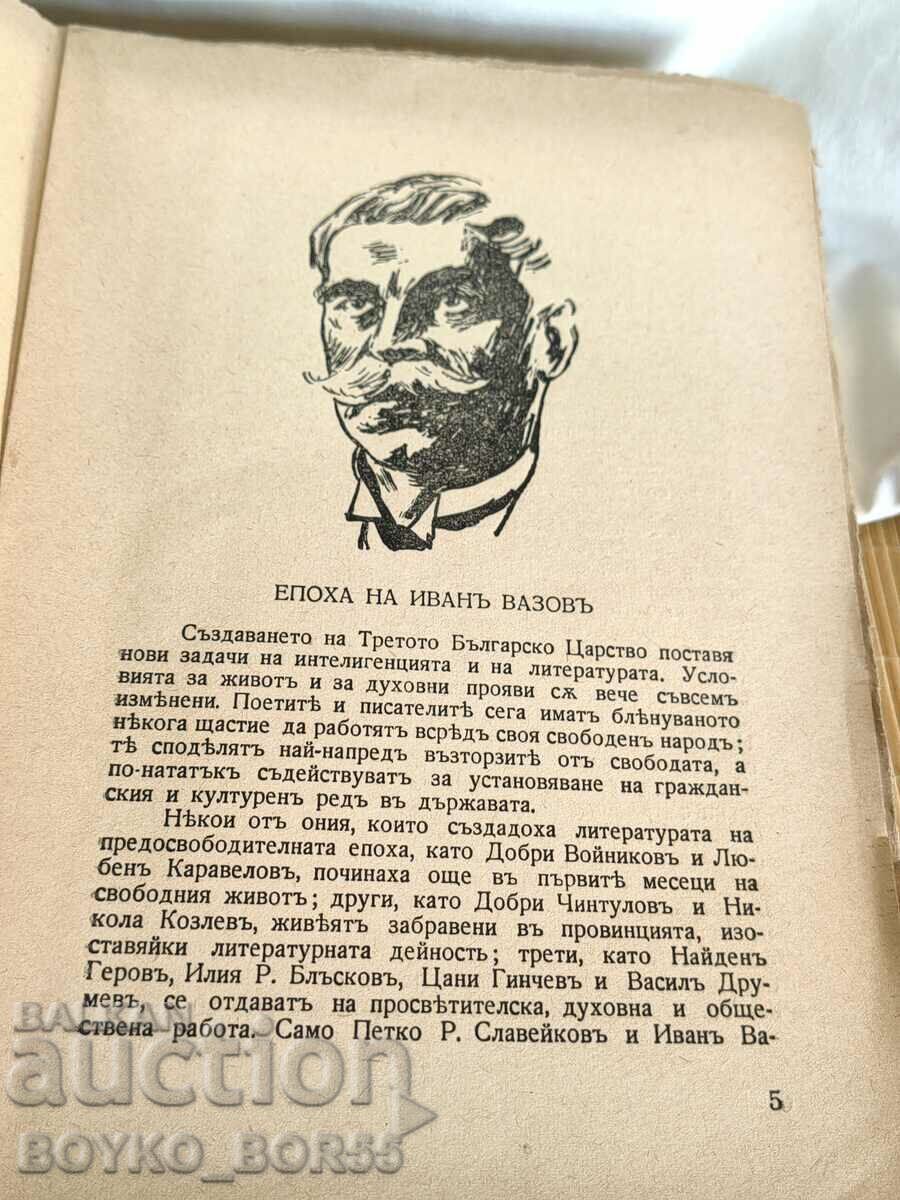 ЕПОХА НА ИВАНЪ ВАЗОВЪ
Създаването на Третото Българско Царство поставя
нови задачи на интелигенцията и на литературата. Усло-
вията за животъ и за духовни прояви сѫ вече съвсемъ
измѣнени. Поетитѣ и писателитѣ сега иматъ блѣнуваното
нѣкога щастие да работятъ всрѣдъ своя свободенъ народъ;
тѣ сподѣлятъ най-напредъ възторзитѣ отъ свободата, а
по-нататъкъ съдействуватъ за установяване на граждан-
ския и културенъ редъ въ държавата.
Нѣкои отъ ония, които създадоха литературата на
предосвободителната епоха, като Добри Войниковъ и Лю-
бенъ Каравеловъ, починаха още въ първитѣ месеци на
свободния животъ; други, като Добри Чинтуловъ и Ни-
кола Козлевъ, живѣятъ забравени въ провинцията, изо-
ставяйки литературната дейность; трети, като Найденъ
Геровъ, Илия Р. Блъсковъ, Цани Гинчевъ и Василъ Дру-
мевъ, се отдаватъ на просвѣтителска, духовна и обще-
ствена работа. Само Петко Р. Славейковъ и Иванъ Ва-
5
BALKAN
auction
BOYKO_BOR55